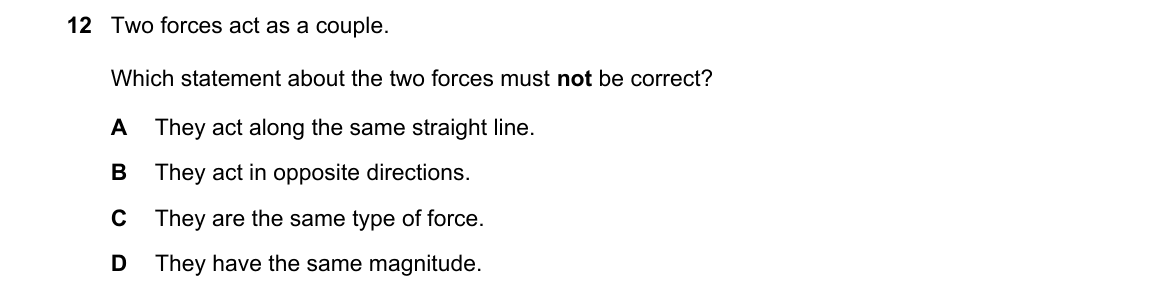 12 Two forces act as a couple.
Which statement about the two forces must not be correct?
A They act along the same straight line.
B They act in opposite directions.
C They are the same type of force.
D They have the same magnitude.